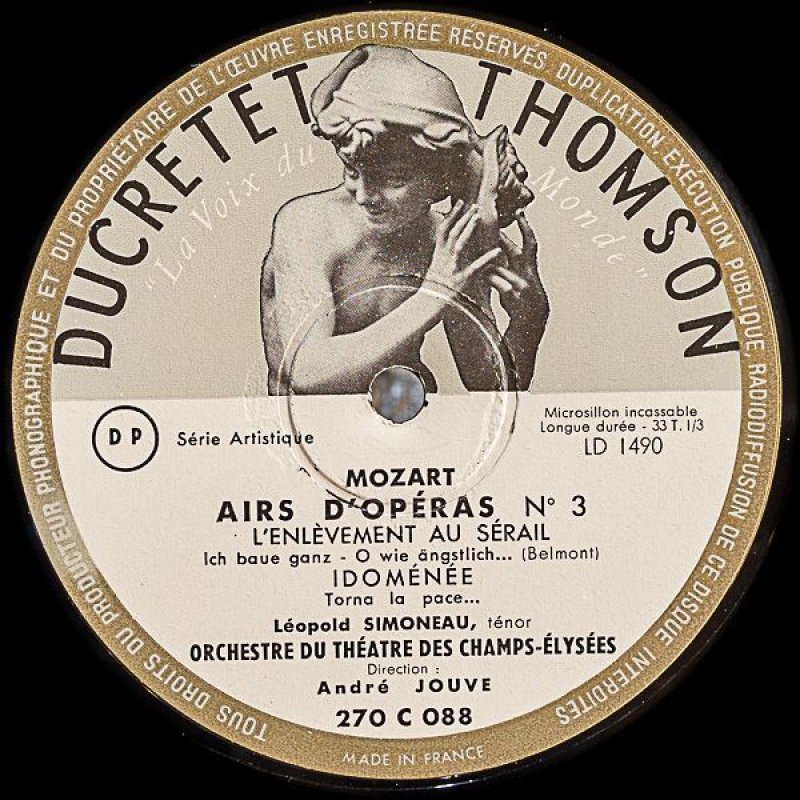 TOUS DROITS DU PRODUCTEUR PHONOGRAPHIQUE ET DU PROPRIÉTAIRE DE L'ŒUVRE ENREGISTRÉE RÉSERVÉS. DUPLICATION EXÉCUTION PUBLIQUE, RADIODIFUSION DE CE DISQUE INTERDITES
DUCRETET THOMSON
"La Voix du Monde"
DP
Série Artistique
Microsillon incassable
Longue durée - 33 T. 1/3
LD 1490
MOZART
AIRS D'OPÉRAS N° 3
L'ENLÈVEMENT AU SÉRAIL
Ich baue ganz - O wie ängstlich... (Belmont)
IDOMÉNÉE
Torna la pace...
Léopold SIMONEAU, ténor
ORCHESTRE DU THÉATRE DES CHAMPS-ÉLYSÉES
Direction :
André JOUVE
270 C 088
MADE IN FRANCE